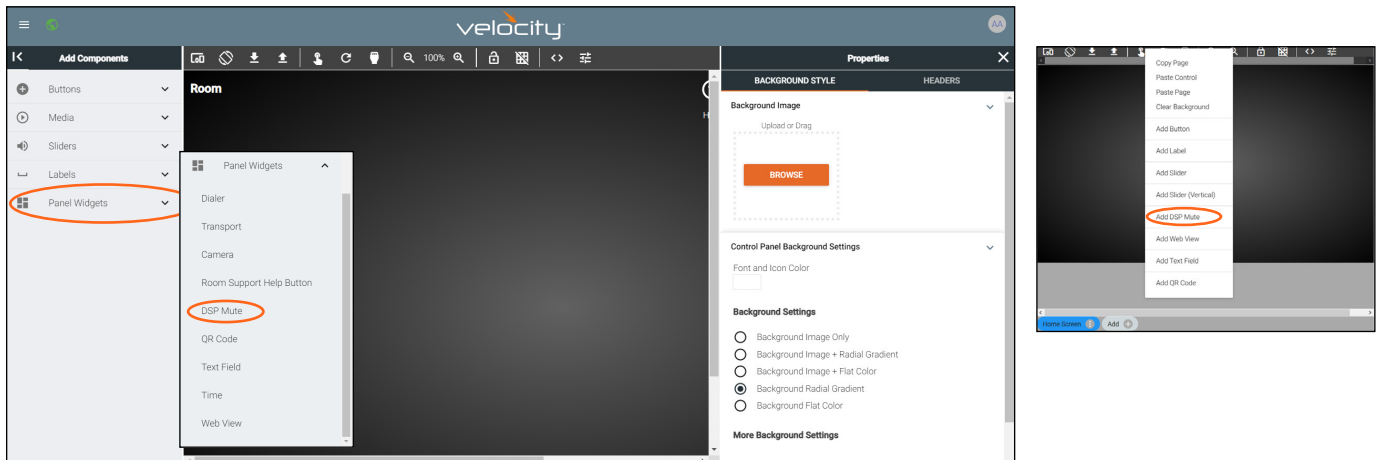 velocity
AA
Add Components
100%
Properties
Buttons
Media
Sliders
Labels
Panel Widgets
Room
H
Panel Widgets
Dialer
Transport
Camera
Room Support Help Button
DSP Mute
QR Code
Text Field
Time
Web View
BACKGROUND STYLE
HEADERS
Background Image
Upload or Drag
BROWSE
Control Panel Background Settings
Font and Icon Color
Background Settings
Background Image Only
Background Image + Radial Gradient
Background Image + Flat Color
Background Radial Gradient
Background Flat Color
More Background Settings
Copy Page
Paste Control
Paste Page
Clear Background
Add Button
Add Label
Add Slider
Add Slider (Vertical)
Add DSP Mute
Add Web View
Add Text Field
Add QR Code
Home Screen
Add